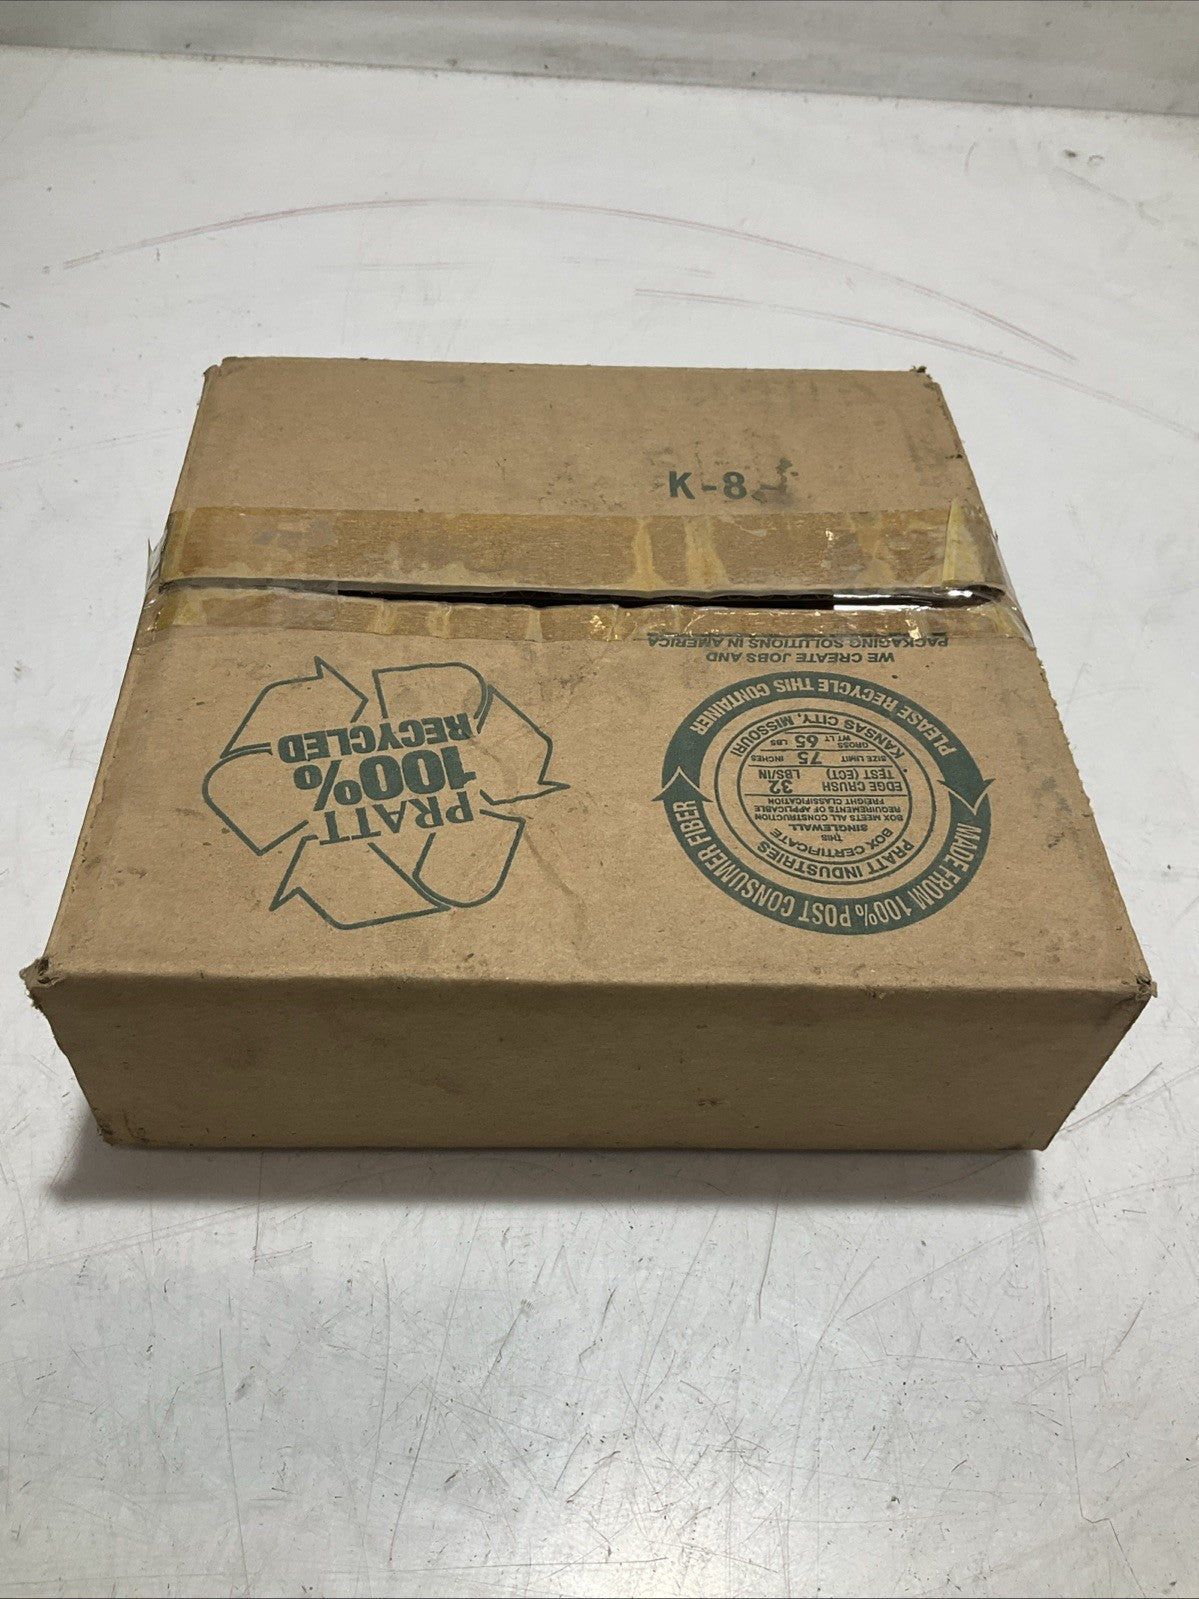 K-8
WE CREATE JOBS AND
PACKAGING SOLUTIONS IN AMERICA
PRATT
100%
RECYCLED
PLEASE RECYCLE THIS CONTAINER
MADE FROM 100% POST CONSUMER FIBER
PRATT INDUSTRIES
BOX CERTIFICATE
THIS
SINGLEWALL
BOX MEETS ALL CONSTRUCTION
REQUIREMENTS OF APPLICABLE
FREIGHT CLASSIFICATION
EDGE CRUSH TEST (ECT) 32 LBS/IN
SIZE LIMIT 75 INCHES
GROSS WT LT 65 LBS
KANSAS CITY, MISSOURI